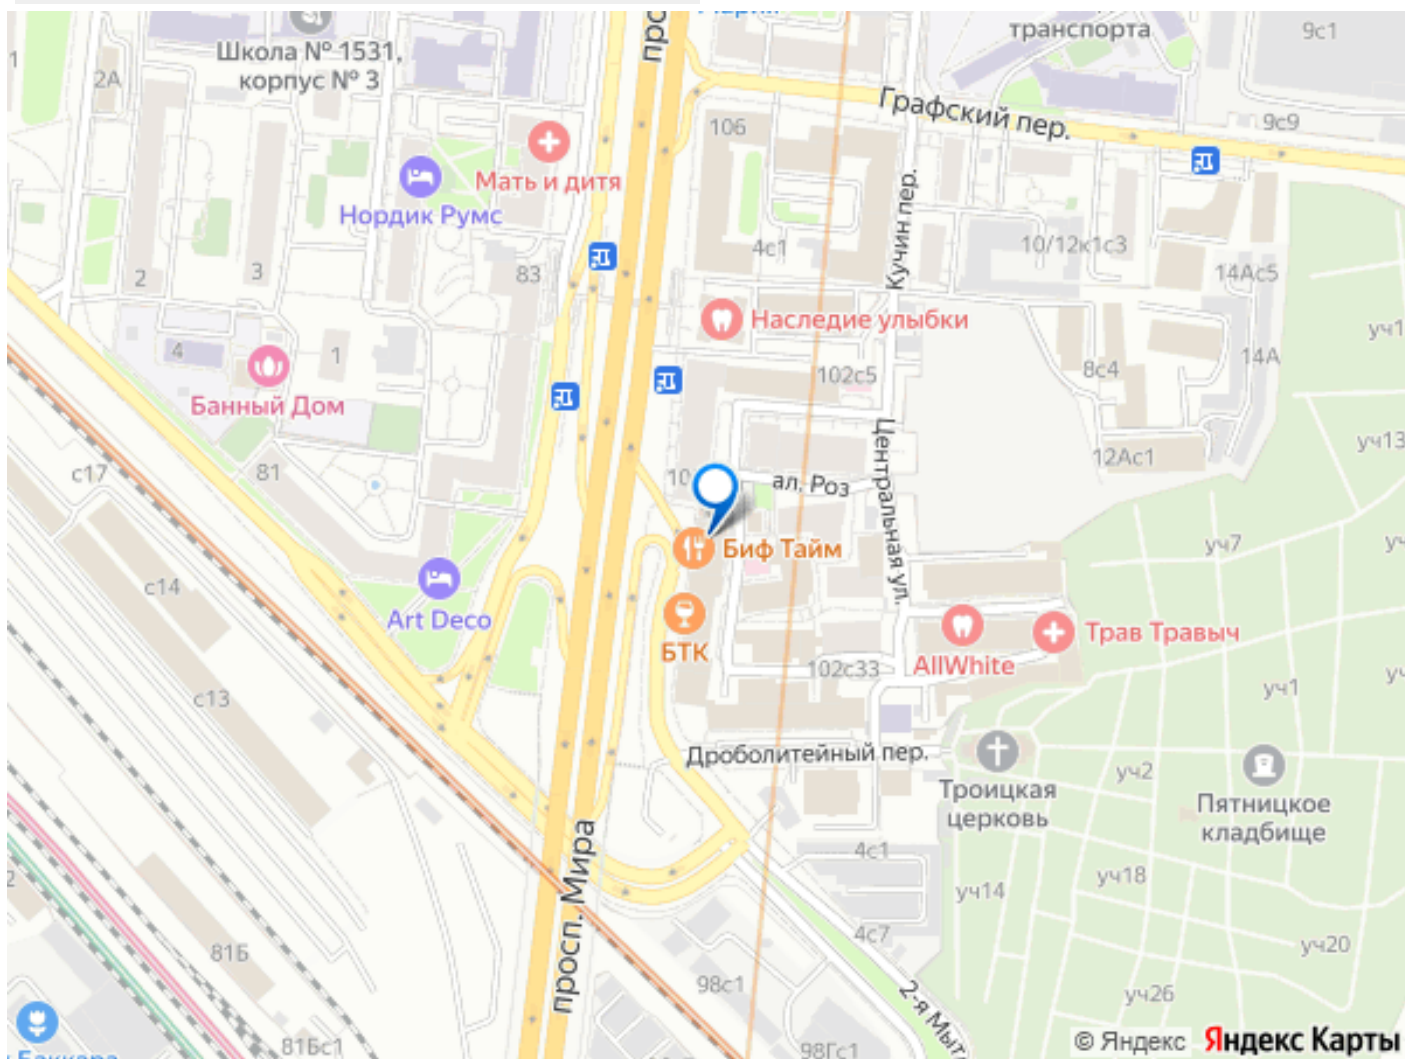 просп.
транспорта
9с1
Школа № 1531,
корпус № 3
2А
Графский пер.
9с9
106
Мать и дитя
Нордик Румс
Кучин пер.
4с1
10/12к1с3
14Ас5
83
2
3
Наследие улыбки
уч1
4
1
14А
8с4
102с5
Банный Дом
уч13
Центральная ул.
12Ас1
с17
81
10
ал. Роз
Биф Тайм
уч7
с14
Art Deco
БТК
Трав Травыч
AllWhite
102с33
уч1
с13
Дроболитейный пер.
уч2
Троицкая
церковь
Пятницкое
кладбище
4с1
просп. Мира
уч18
уч14
4с7
81Б
уч20
98с1
2-я Мыт
уч26
81Бс1
98Гс1
© Яндекс Яндекс Карты